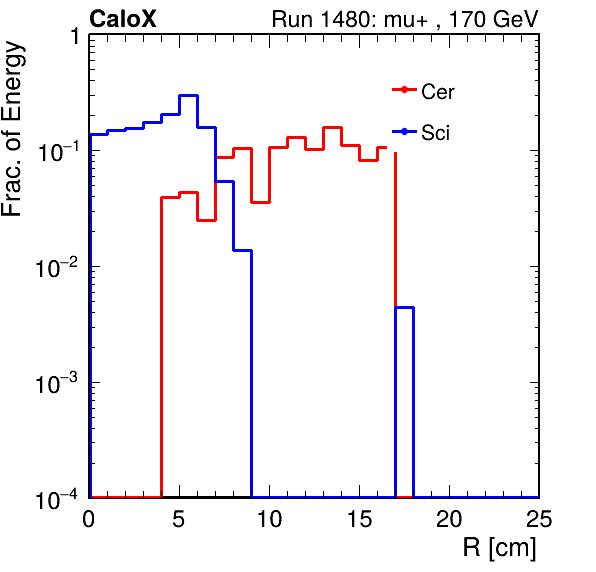 CaloX Run 1480: mu+ , 170 GeV
Frac. of Energy
1
10⁻¹
10⁻²
10⁻³
10⁻⁴
Cer
Sci
0 5 10 15 20 25
R [cm]